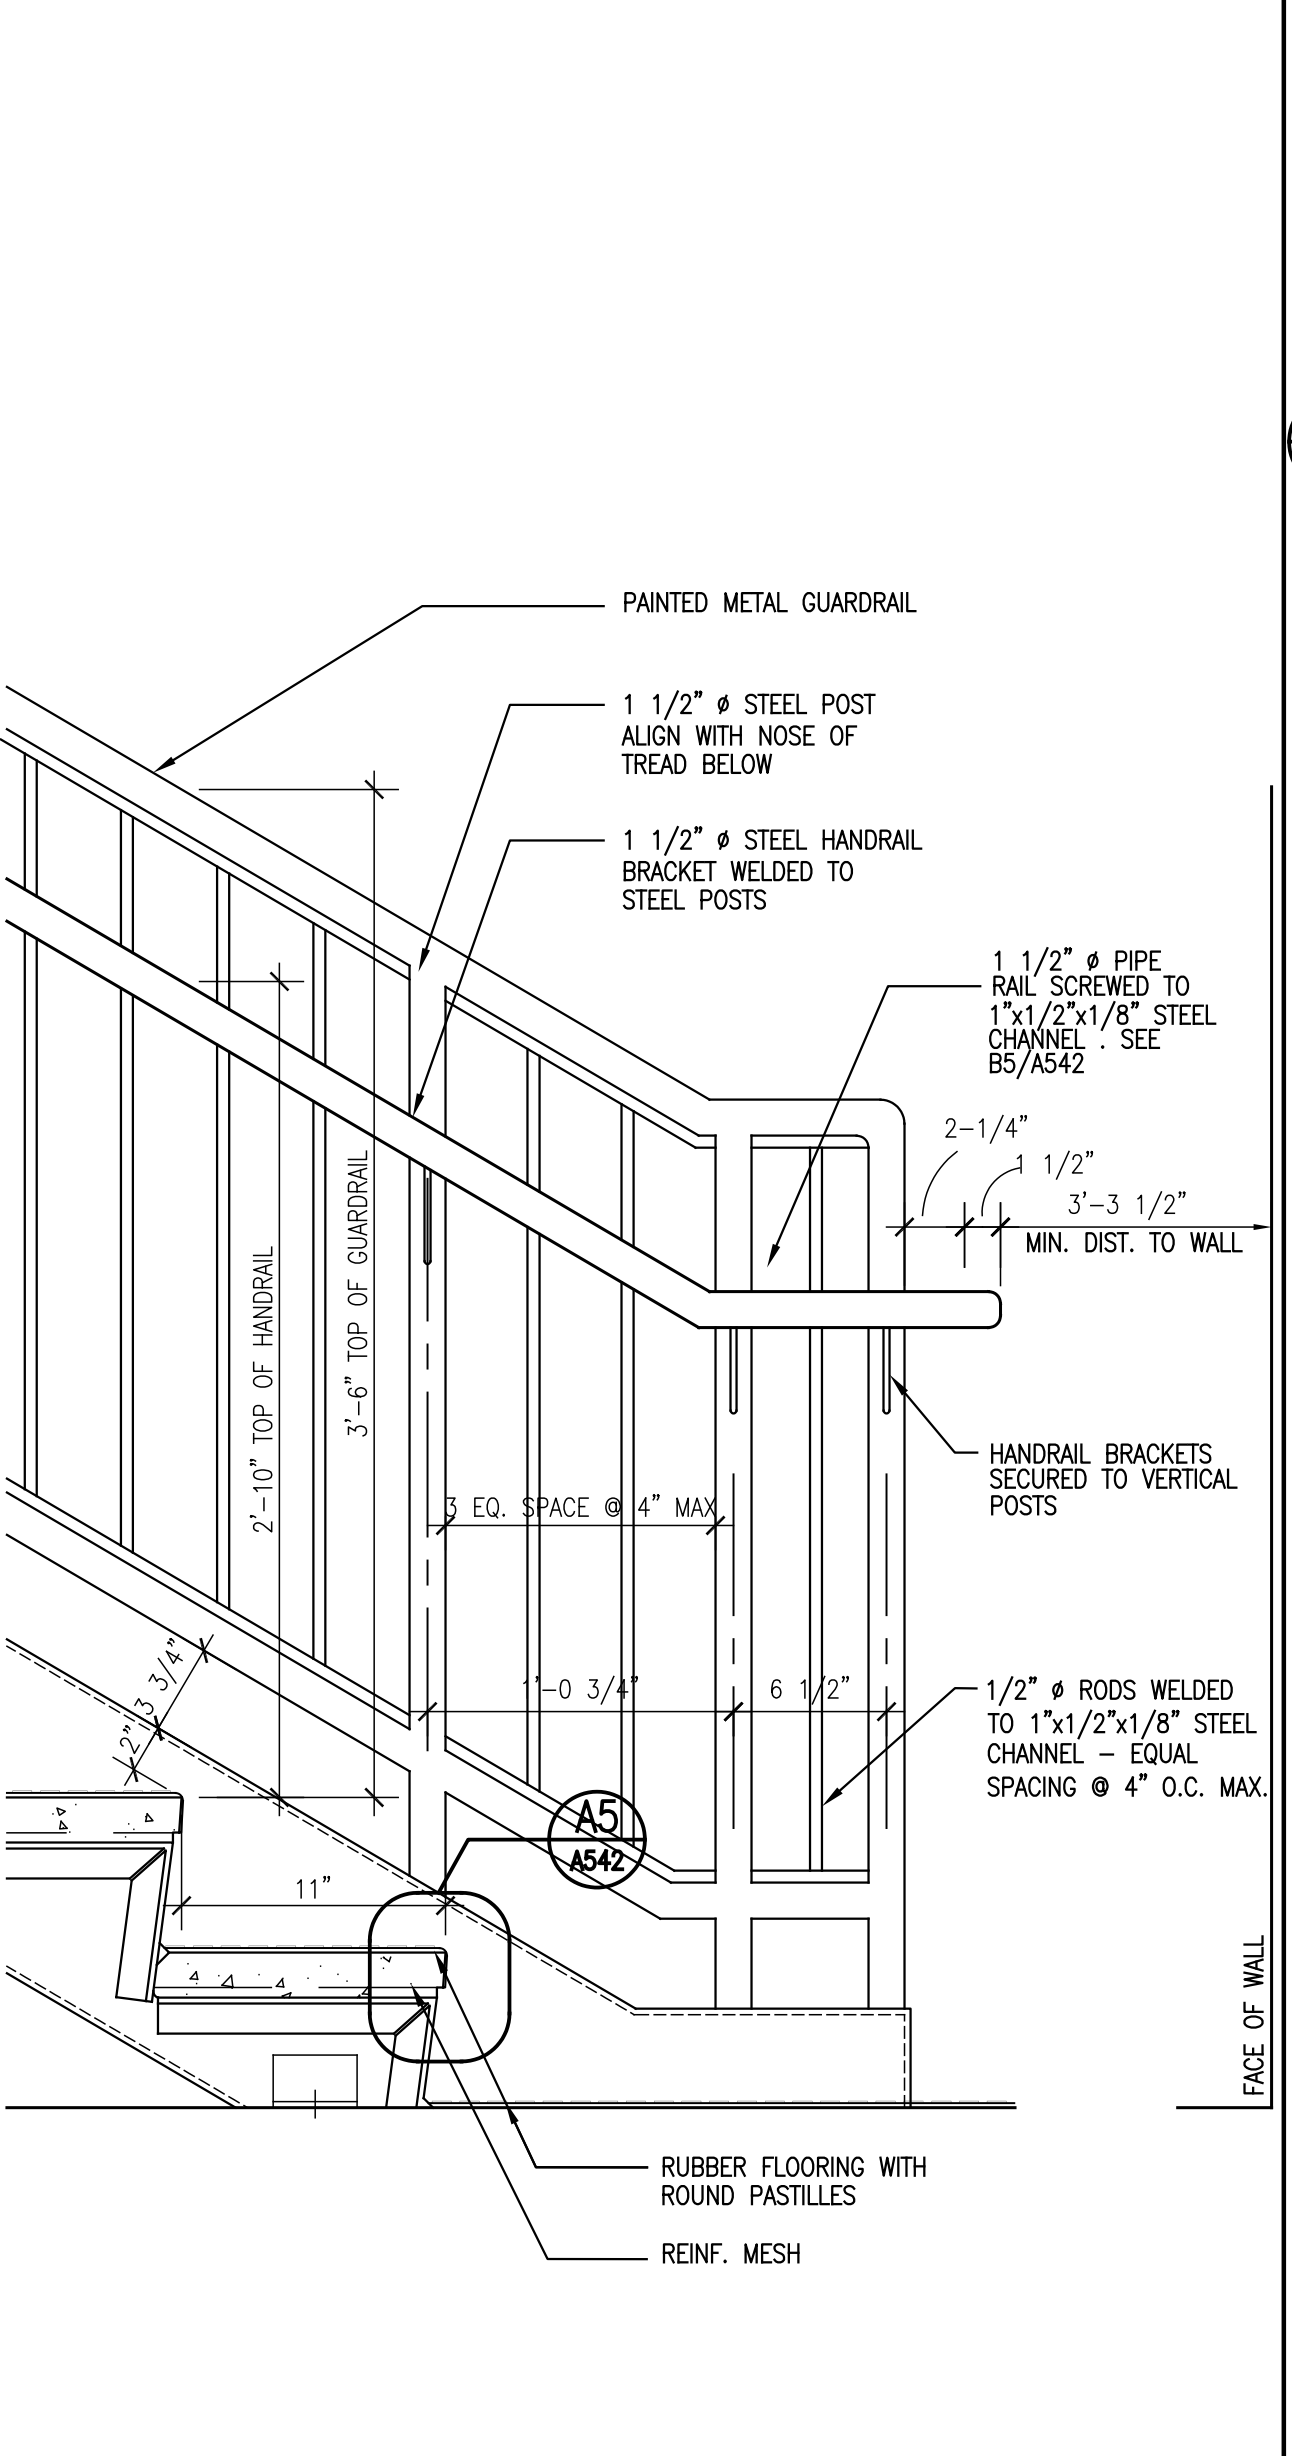 PAINTED METAL GUARDRAIL
1 1/2" ø STEEL POST
ALIGN WITH NOSE OF
TREAD BELOW
1 1/2" ø STEEL HANDRAIL
BRACKET WELDED TO
STEEL POSTS
1 1/2" ø PIPE
RAIL SCREWED TO
1"x1/2"x1/8" STEEL
CHANNEL . SEE
B5/A542
2-1/4"
1 1/2"
3'-3 1/2"
MIN. DIST. TO WALL
2'-10" TOP OF HANDRAIL
3'-6" TOP OF GUARDRAIL
HANDRAIL BRACKETS
SECURED TO VERTICAL
POSTS
3 EQ. SPACE @ 4" MAX
1'-0 3/4"
6 1/2"
1/2" ø RODS WELDED
TO 1"x1/2"x1/8" STEEL
CHANNEL - EQUAL
SPACING @ 4" O.C. MAX.
3 3/4"
2"
A5
A542
11"
FACE OF WALL
RUBBER FLOORING WITH
ROUND PASTILLES
REINF. MESH